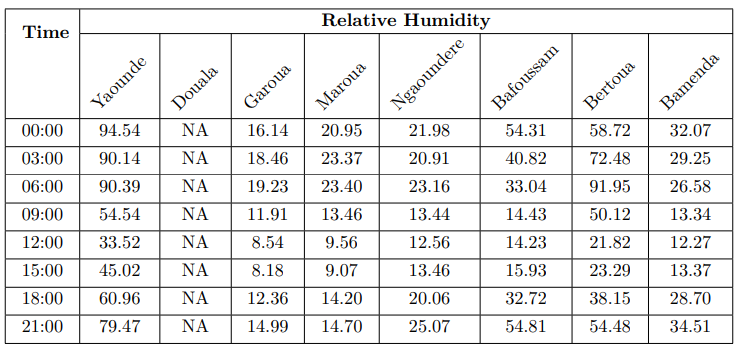 Time Relative Humidity
Yaounde Douala Garoua Maroua Ngaoundere Bafoussam Bertoua Bamenda
00:00 94.54 NA 16.14 20.95 21.98 54.31 58.72 32.07
03:00 90.14 NA 18.46 23.37 20.91 40.82 72.48 29.25
06:00 90.39 NA 19.23 23.40 23.16 33.04 91.95 26.58
09:00 54.54 NA 11.91 13.46 13.44 14.43 50.12 13.34
12:00 33.52 NA 8.54 9.56 12.56 14.23 21.82 12.27
15:00 45.02 NA 8.18 9.07 13.46 15.93 23.29 13.37
18:00 60.96 NA 12.36 14.20 20.06 32.72 38.15 28.70
21:00 79.47 NA 14.99 14.70 25.07 54.81 54.48 34.51